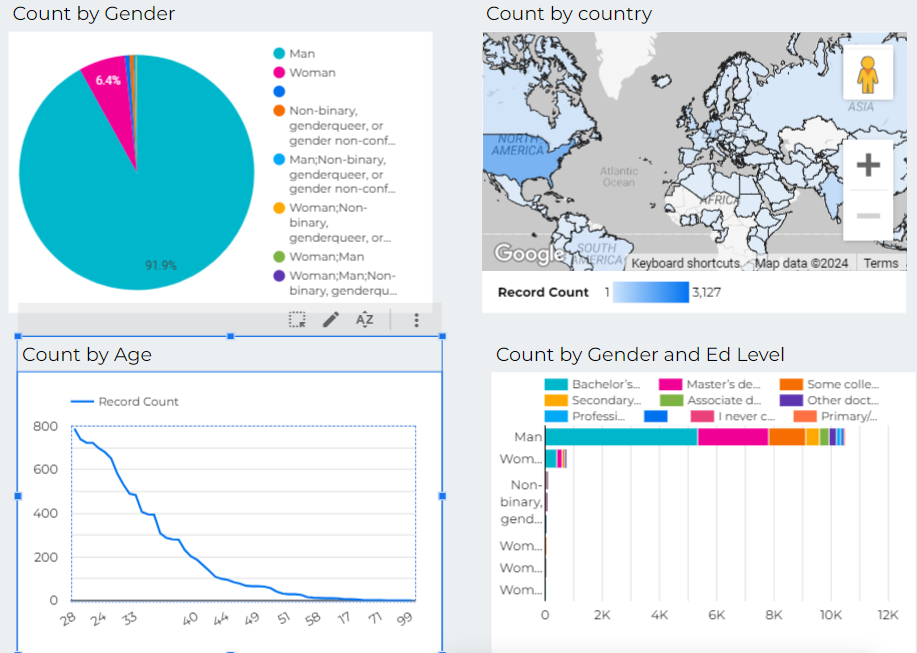 Count by Gender
6.4%
91.9%
Man
Woman
Non-binary,
genderqueer, or
gender non-conf...
Man;Non-binary,
genderqueer, or
gender non-conf...
Woman;Non-
binary,
genderqueer, or...
Woman;Man
Woman;Man;Non-
binary, genderqu...
Count by country
NORTH
AMERICA
Atlantic
Ocean
AFRICA
ASIA
SOUTH
AMERICA
Google
Keyboard shortcuts
Map data ©2024
Terms
Record Count 1 3,127
AZ
Count by Age
Record Count
800
600
400
200
0
28 24 33 40 44 49 51 58 17 71 99
Count by Gender and Ed Level
Bachelor's... Master's de... Some colle...
Secondary... Associate d... Other doct...
Professi... I never c... Primary/...
Man
Wom...
Non-
binary,
gend...
Wom...
Wom...
Wom...
0 2K 4K 6K 8K 10K 12K